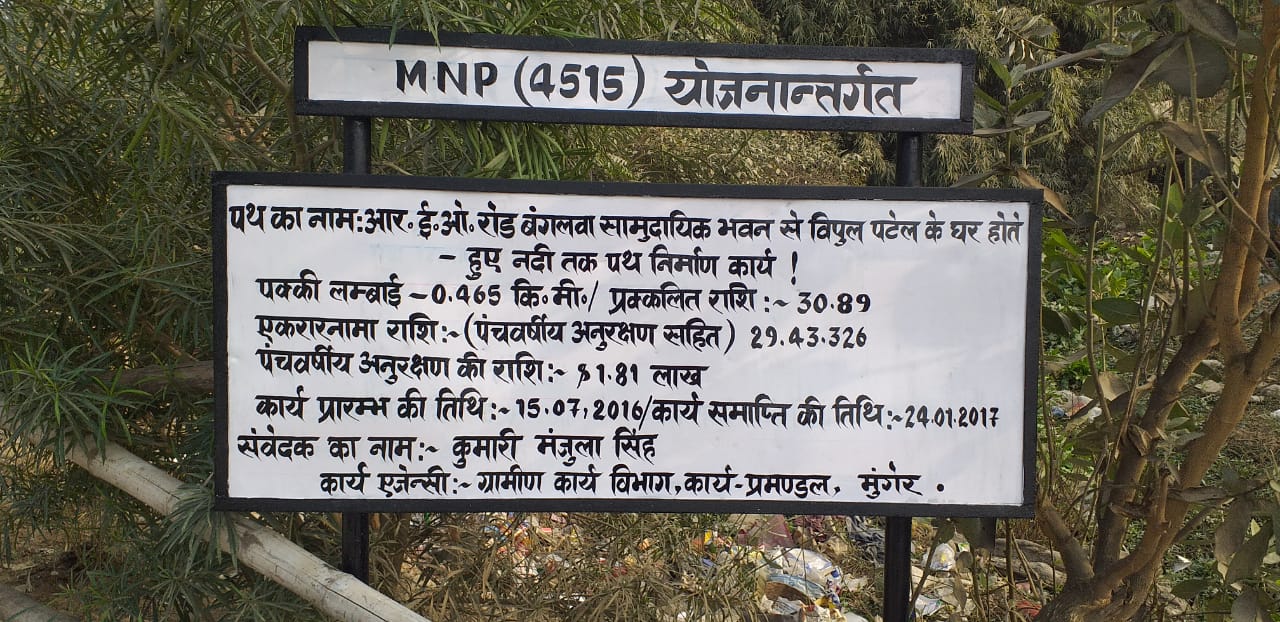 MNP (4515) योजनान्तर्गत
पथ का नाम:आर.ई.ओ. रोड बंगलवा सामुदायिक भवन से विपुल पटेल के घर होते
- हुए नदी तक पथ निर्माण कार्य !
पक्की लम्बाई - 0.465 कि.मी./ प्रक्कलित राशि :~ 30.89
एकरारनामा राशि:~ (पंचवर्षीय अनुरक्षण सहित) 29.43.326
पंचवर्षीय अनुरक्षण की राशि:~ $1.81 लाख
कार्य प्रारम्भ की तिथि:~ 15.07,2016/कार्य समाप्ति की तिथि:~24.01.2017
संवेदक का नाम:~ कुमारी मंजुला सिंह
कार्य एजेन्सी:~ ग्रामीण कार्य विभाग,कार्य-प्रमण्डल, मुंगेर .